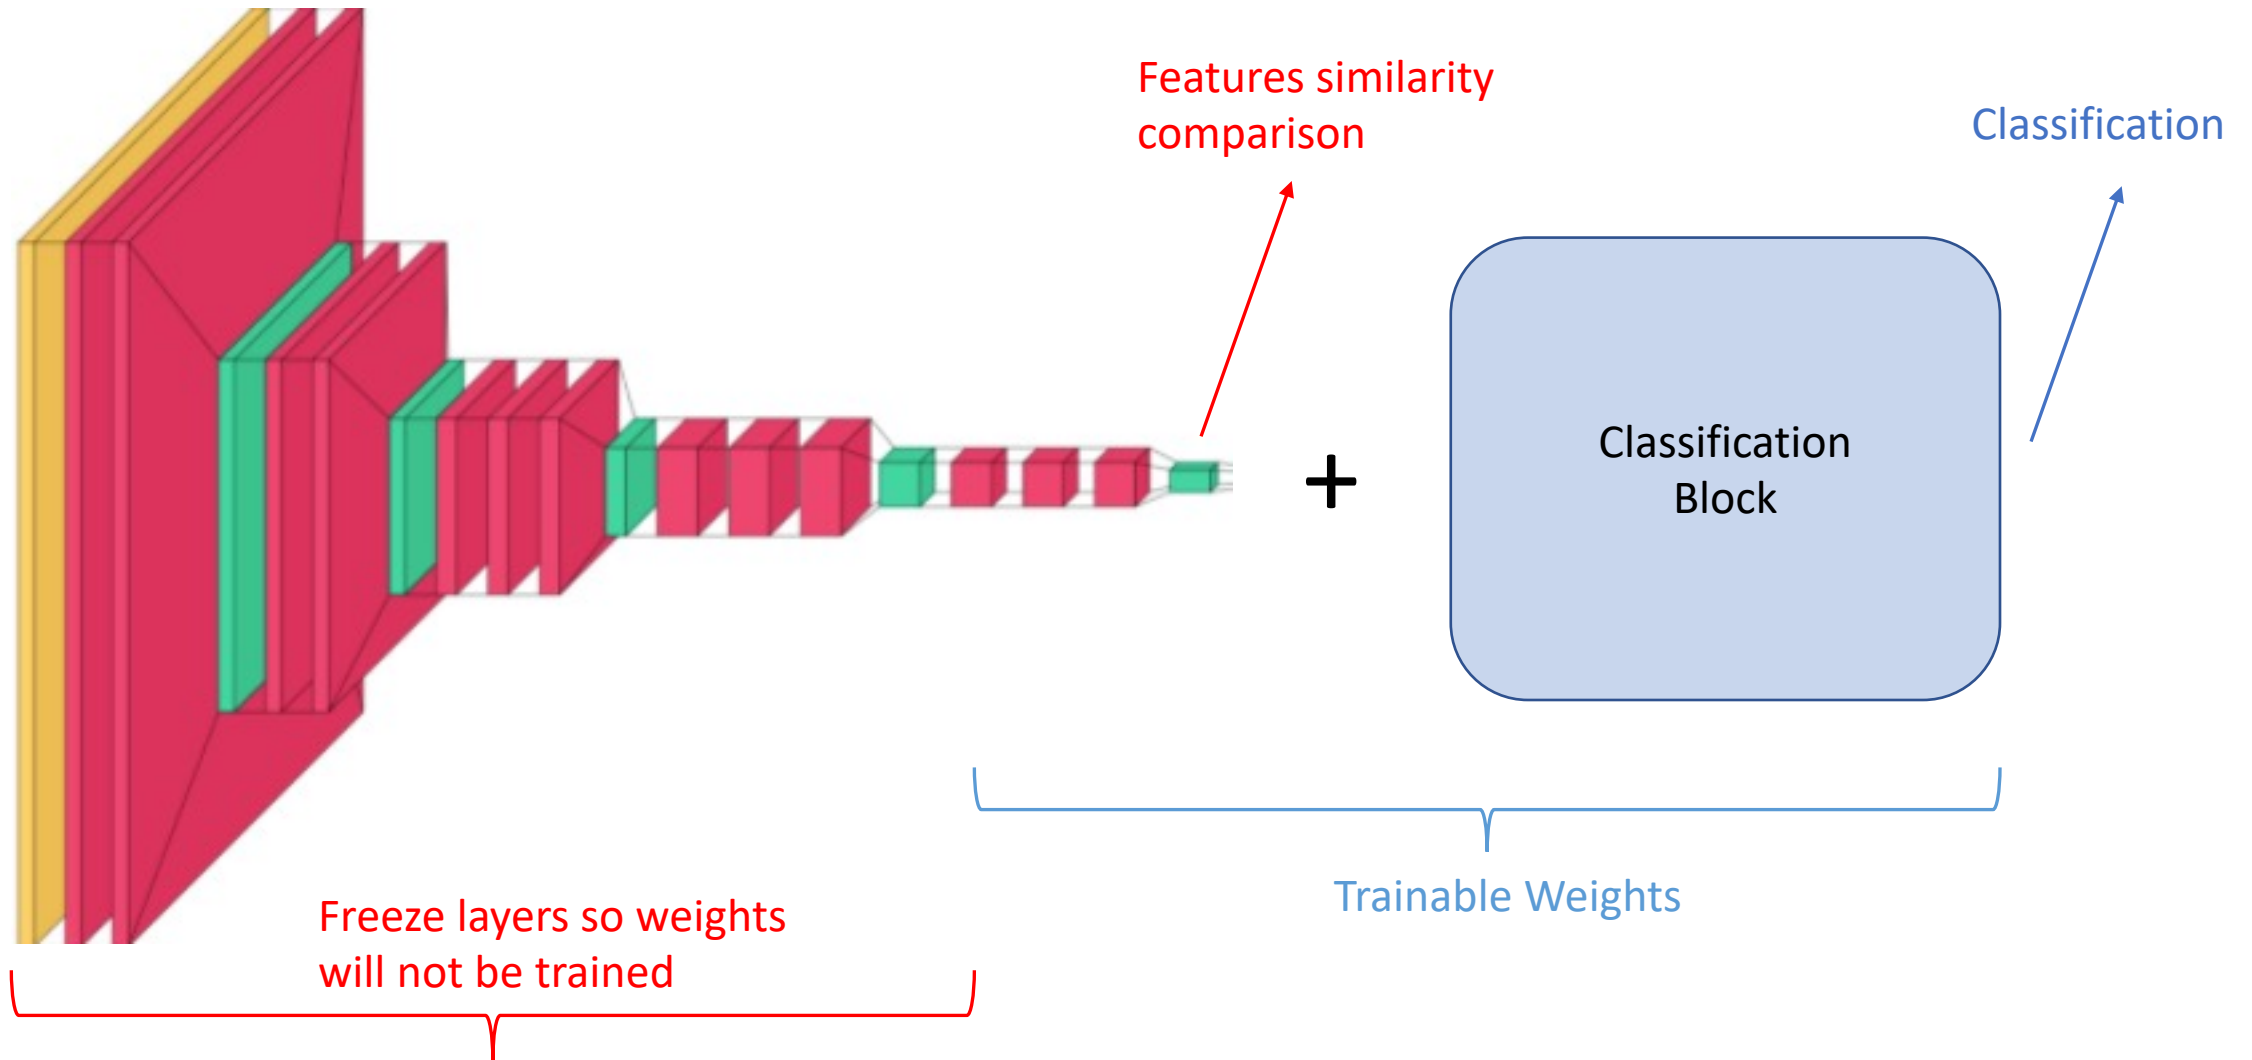 Features similarity
comparison
Classification
Classification
Block
Trainable Weights
Freeze layers so weights
will not be trained
+